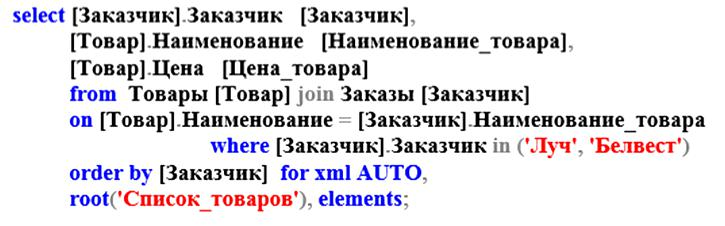 select [Заказчик].Заказчик [Заказчик],
[Товар].Наименование [Наименование_товара],
[Товар].Цена [Цена_товара]
from Товары [Товар] join Заказы [Заказчик]
on [Товар].Наименование = [Заказчик].Наименование_товара
where [Заказчик].Заказчик in ('Луч', 'Белвест')
order by [Заказчик] for xml AUTO,
root('Список_товаров'), elements;